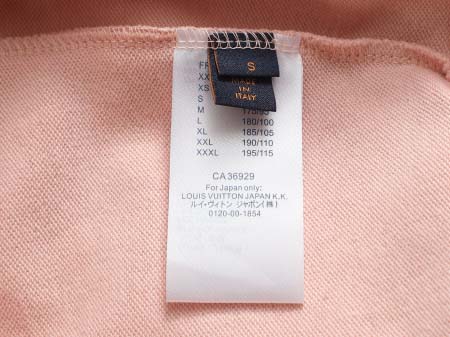 S
MADE
IN
ITALY
FR
XX
XS
S
M
L 180/100
XL 185/105
XXL 190/110
XXXL 195/115
CA36929
For Japan only:
LOUIS VUITTON JAPAN K.K.
ルイ・ヴィトン ジャパン(株)
0120-00-1854